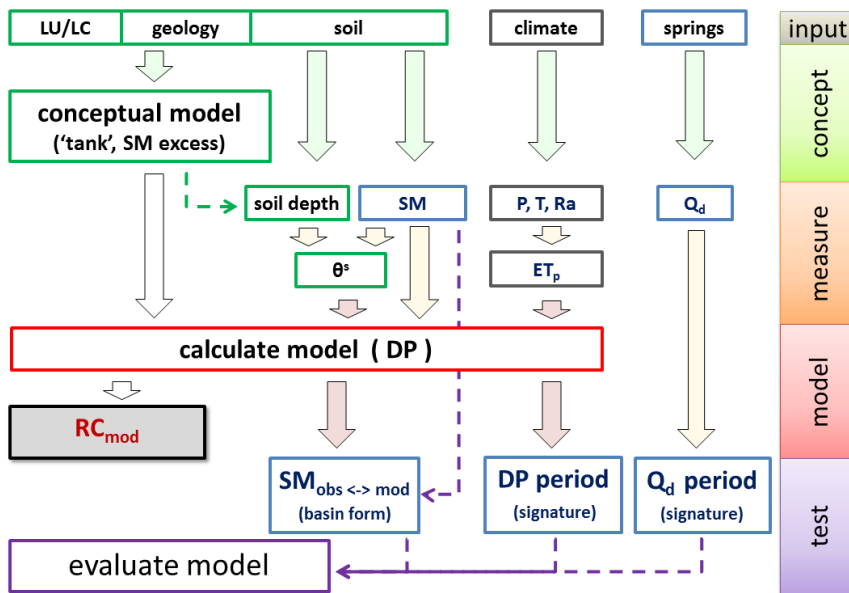 LU/LC geology soil climate springs input
conceptual model
('tank', SM excess)
concept
soil depth SM P, T, Ra Qd
θs ETp
measure
calculate model ( DP )
model
RCmod
SMobs <-> mod DP period Qd period
(basin form) (signature) (signature)
test
evaluate model